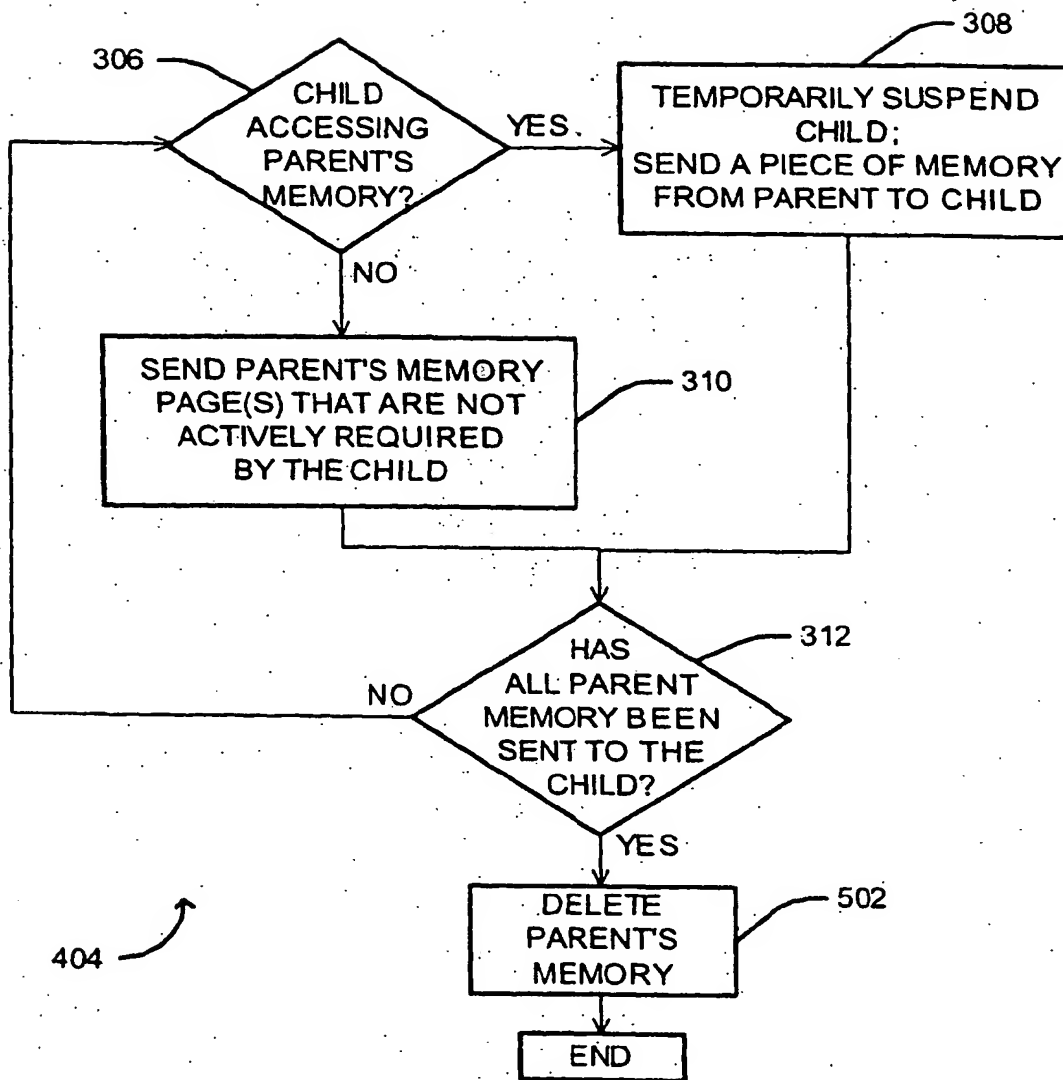 306
CHILD
ACCESSING
PARENT'S
MEMORY?
YES.
308
TEMPORARILY SUSPEND
CHILD;
SEND A PIECE OF MEMORY
FROM PARENT TO CHILD
NO
SEND PARENT'S MEMORY
PAGE(S) THAT ARE NOT
ACTIVELY REQUIRED
BY THE CHILD
310
HAS
ALL PARENT
MEMORY BEEN
SENT TO THE
CHILD?
312
NO
YES
DELETE
PARENT'S
MEMORY
502
404
END